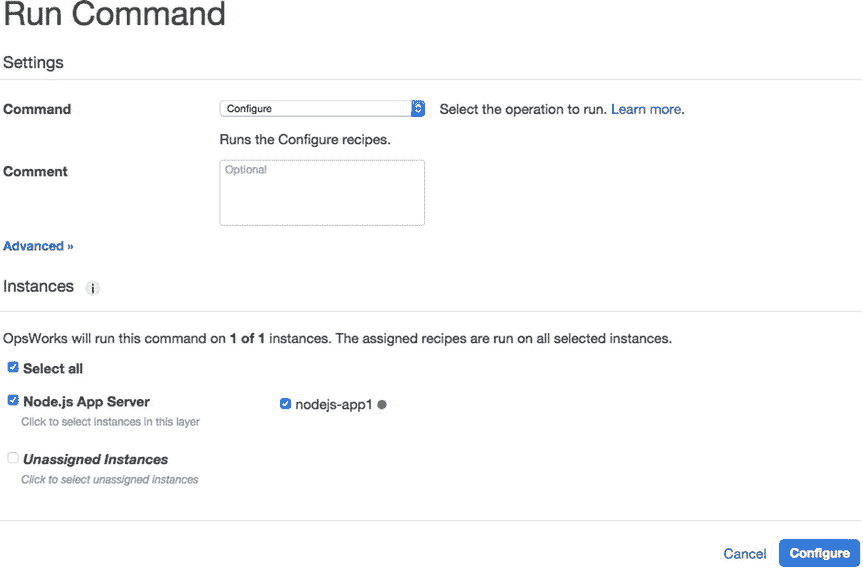 Run Command
Settings
Command
Configure
Select the operation to run. Learn more.
Runs the Configure recipes.
Comment
Optional
Advanced »
Instances i
OpsWorks will run this command on 1 of 1 instances. The assigned recipes are run on all selected instances.
Select all
Node.js App Server
nodejs-app1
Click to select instances in this layer
Unassigned Instances
Click to select unassigned instances
Cancel
Configure